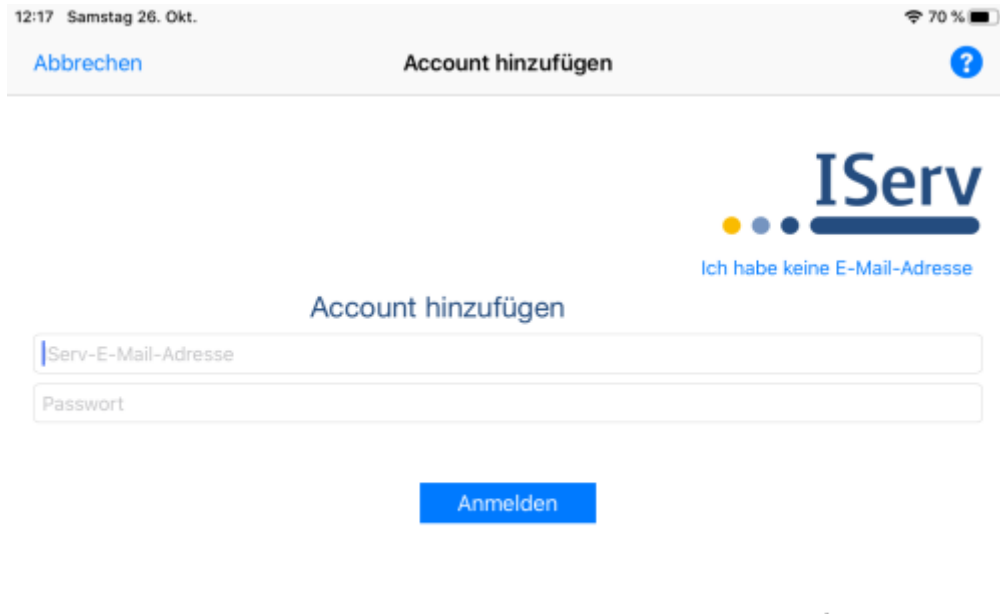 12:17 Samstag 26. Okt. 70 %
Abbrechen Account hinzufügen ?
IServ
Ich habe keine E-Mail-Adresse
Account hinzufügen
IServ-E-Mail-Adresse
Passwort
Anmelden